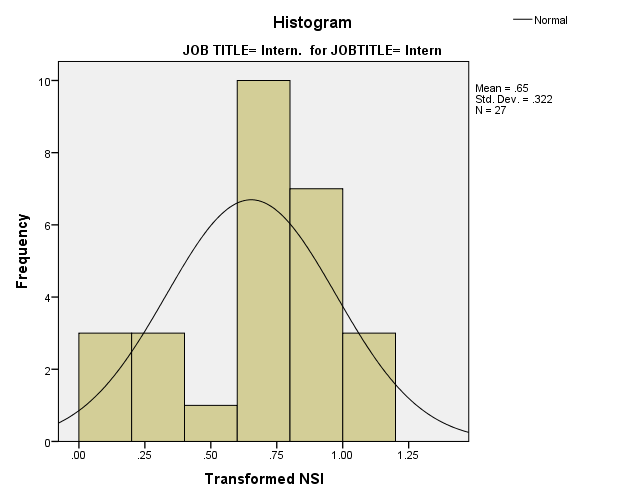 Histogram
Normal
JOB TITLE= Intern.  for JOBTITLE= Intern
Mean = .65
Std. Dev. = .322
N = 27
10
8
6
4
2
0
Frequency
.00
.25
.50
.75
1.00
1.25
Transformed NSI